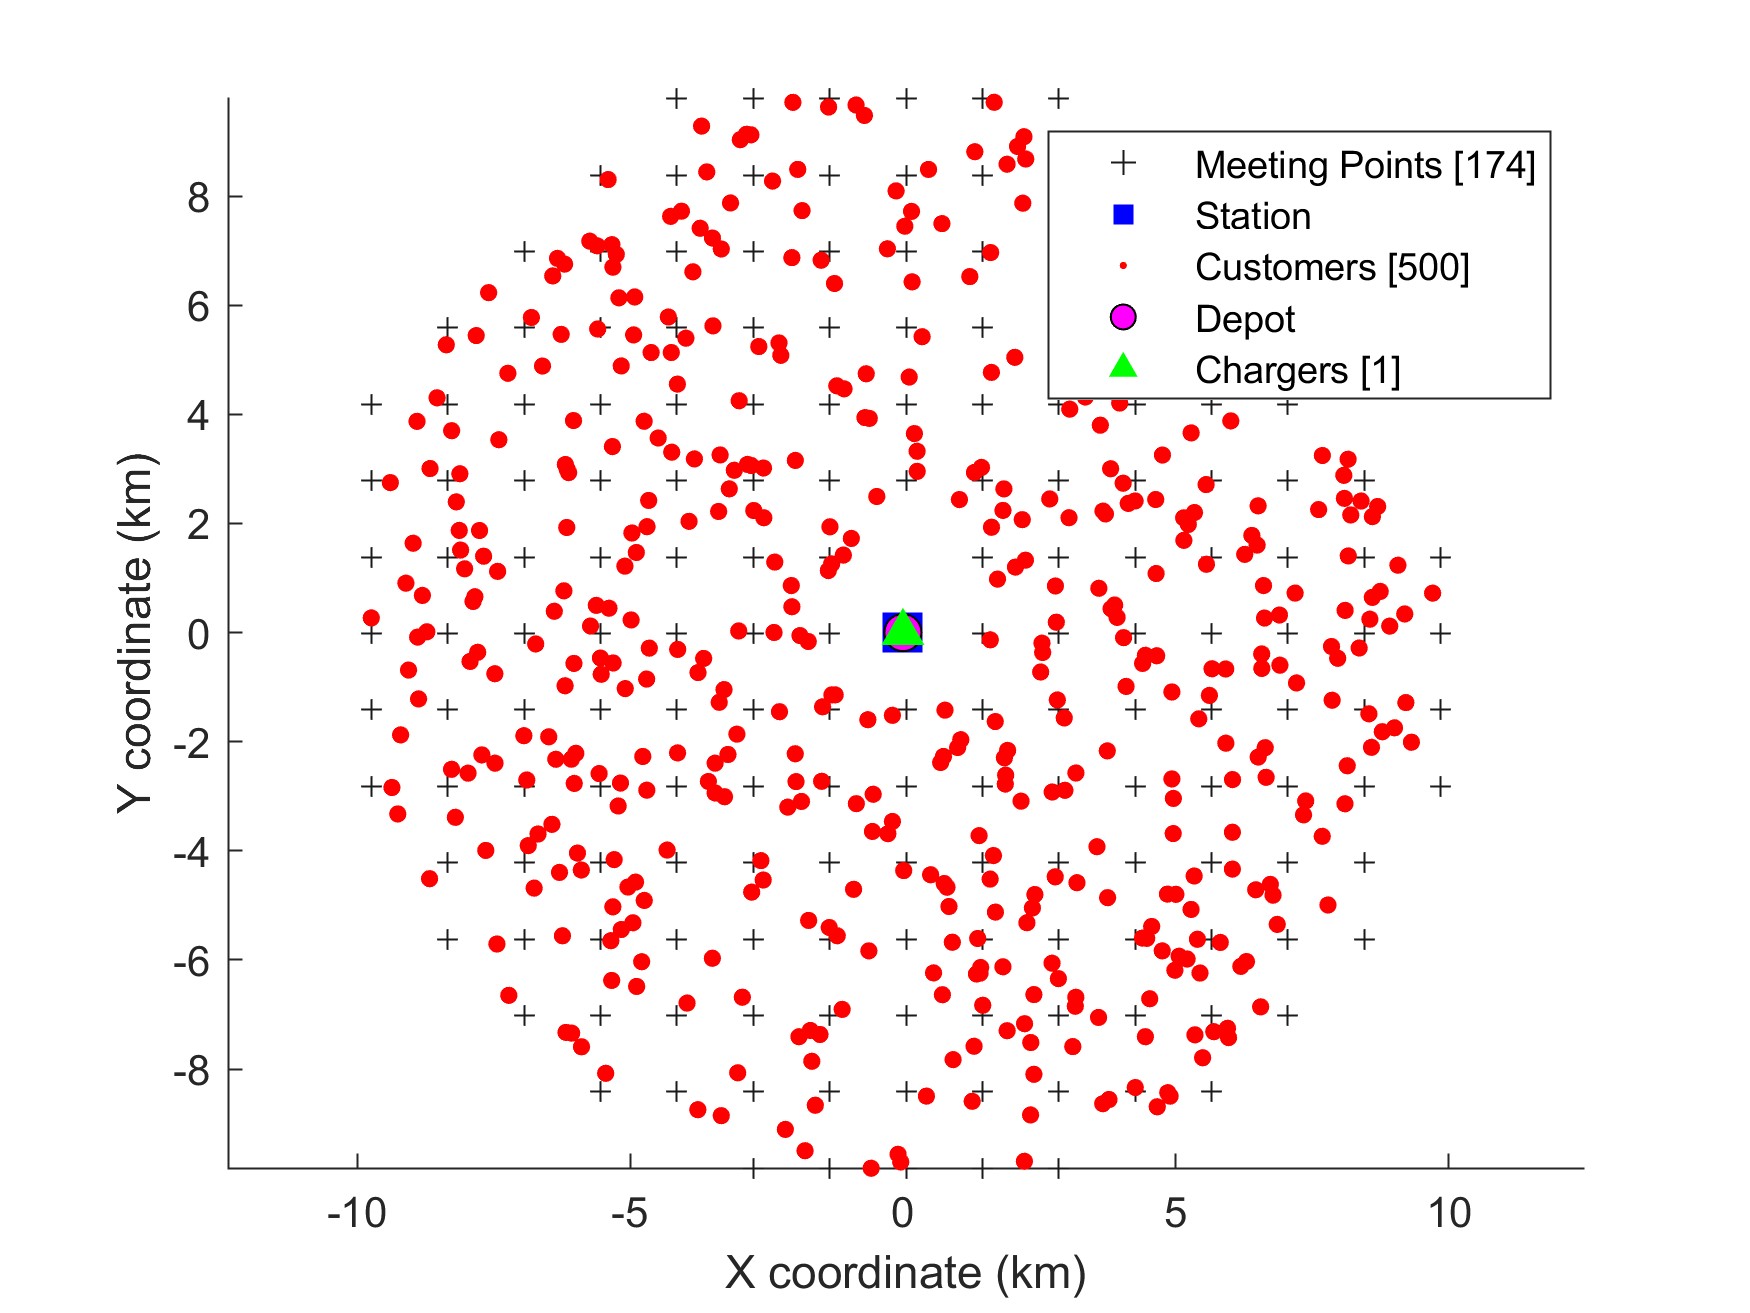 Meeting Points [174]
Station
Customers [500]
Depot
Chargers [1]
8
6
4
2
0
-2
-4
-6
-8
Y coordinate (km)
-10 -5 0 5 10
X coordinate (km)